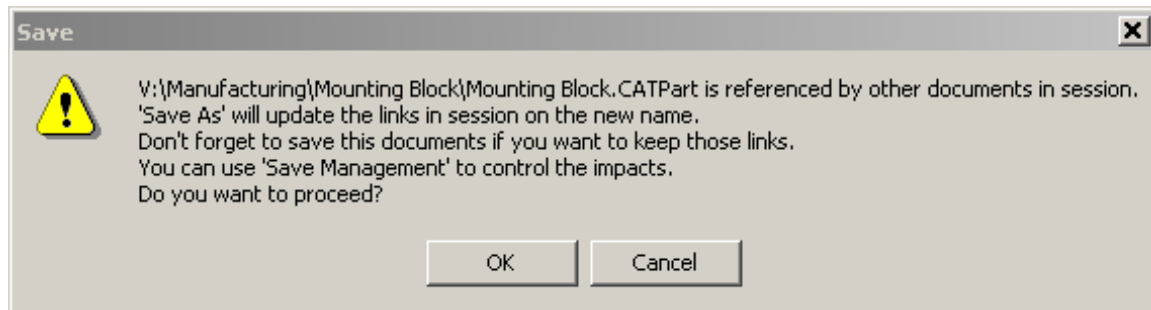 Save
V:\Manufacturing\Mounting Block\Mounting Block.CATPart is referenced by other documents in session.
'Save As' will update the links in session on the new name.
Don't forget to save this documents if you want to keep those links.
You can use 'Save Management' to control the impacts.
Do you want to proceed?
OK Cancel